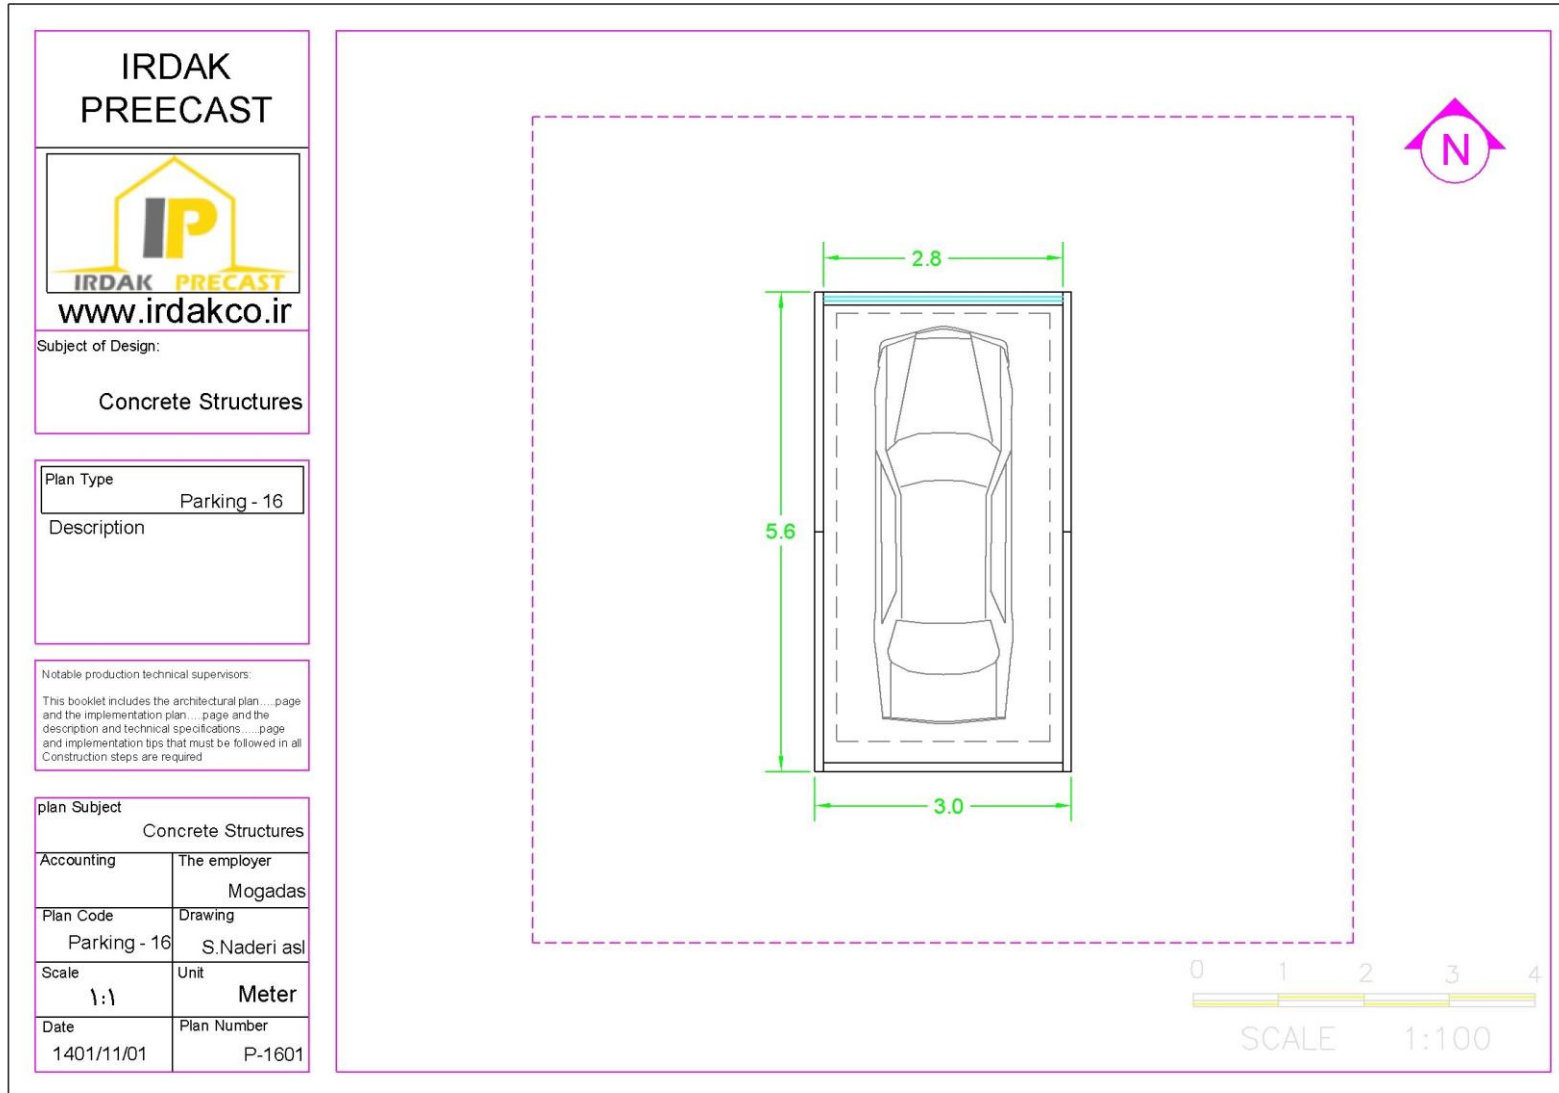 IRDAK
PREECAST
IP
IRDAK PRECAST
www.irdakco.ir
Subject of Design:
Concrete Structures
Plan Type
Parking - 16
Description
Notable production technical supervisors:
This booklet includes the architectural plan.....page
and the implementation plan.....page and the
description and technical specifications......page
and implementation tips that must be followed in all
Construction steps are required
plan Subject
Concrete Structures
Accounting
The employer
Mogadas
Plan Code
Parking - 16
Drawing
S.Naderi asl
Scale
۱:۱
Unit
Meter
Date
1401/11/01
Plan Number
P-1601
N
2.8
5.6
3.0
0 1 2 3 4
SCALE 1:100